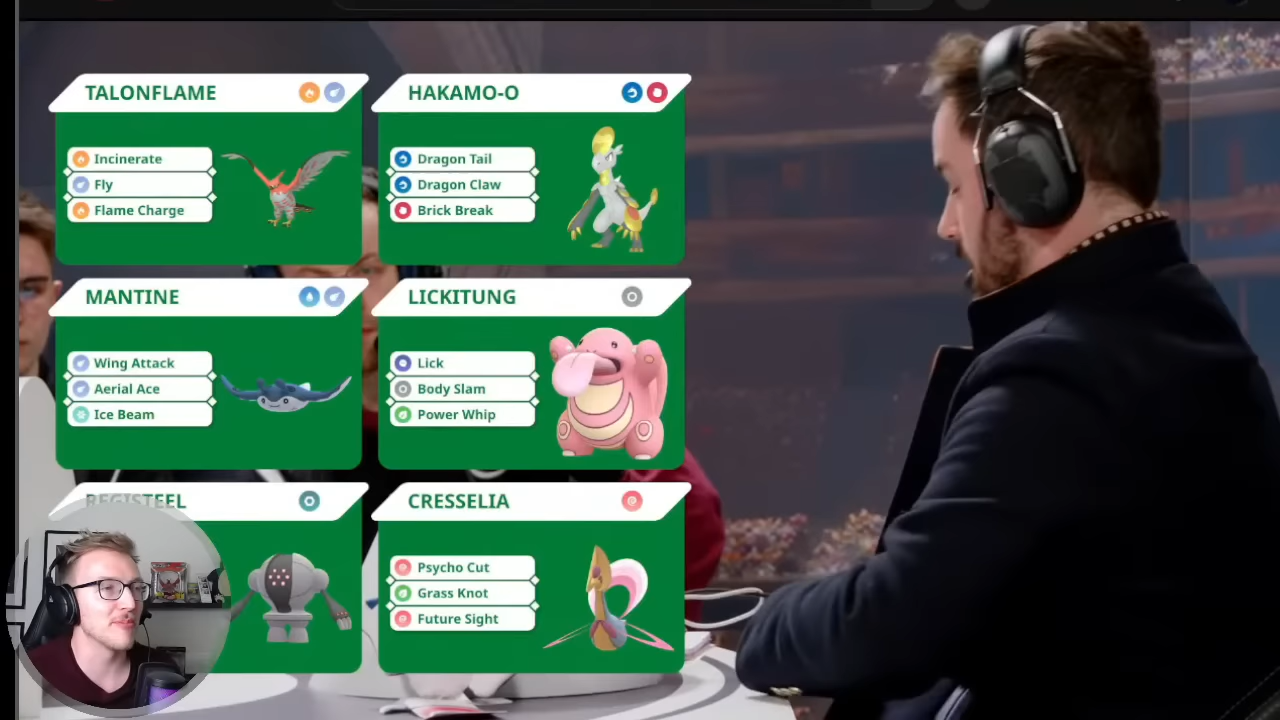 TALONFLAME
Incinerate
Fly
Flame Charge
HAKAMO-O
Dragon Tail
Dragon Claw
Brick Break
MANTINE
Wing Attack
Aerial Ace
Ice Beam
LICKITUNG
Lick
Body Slam
Power Whip
REGISTEEL
CRESSELIA
Psycho Cut
Grass Knot
Future Sight